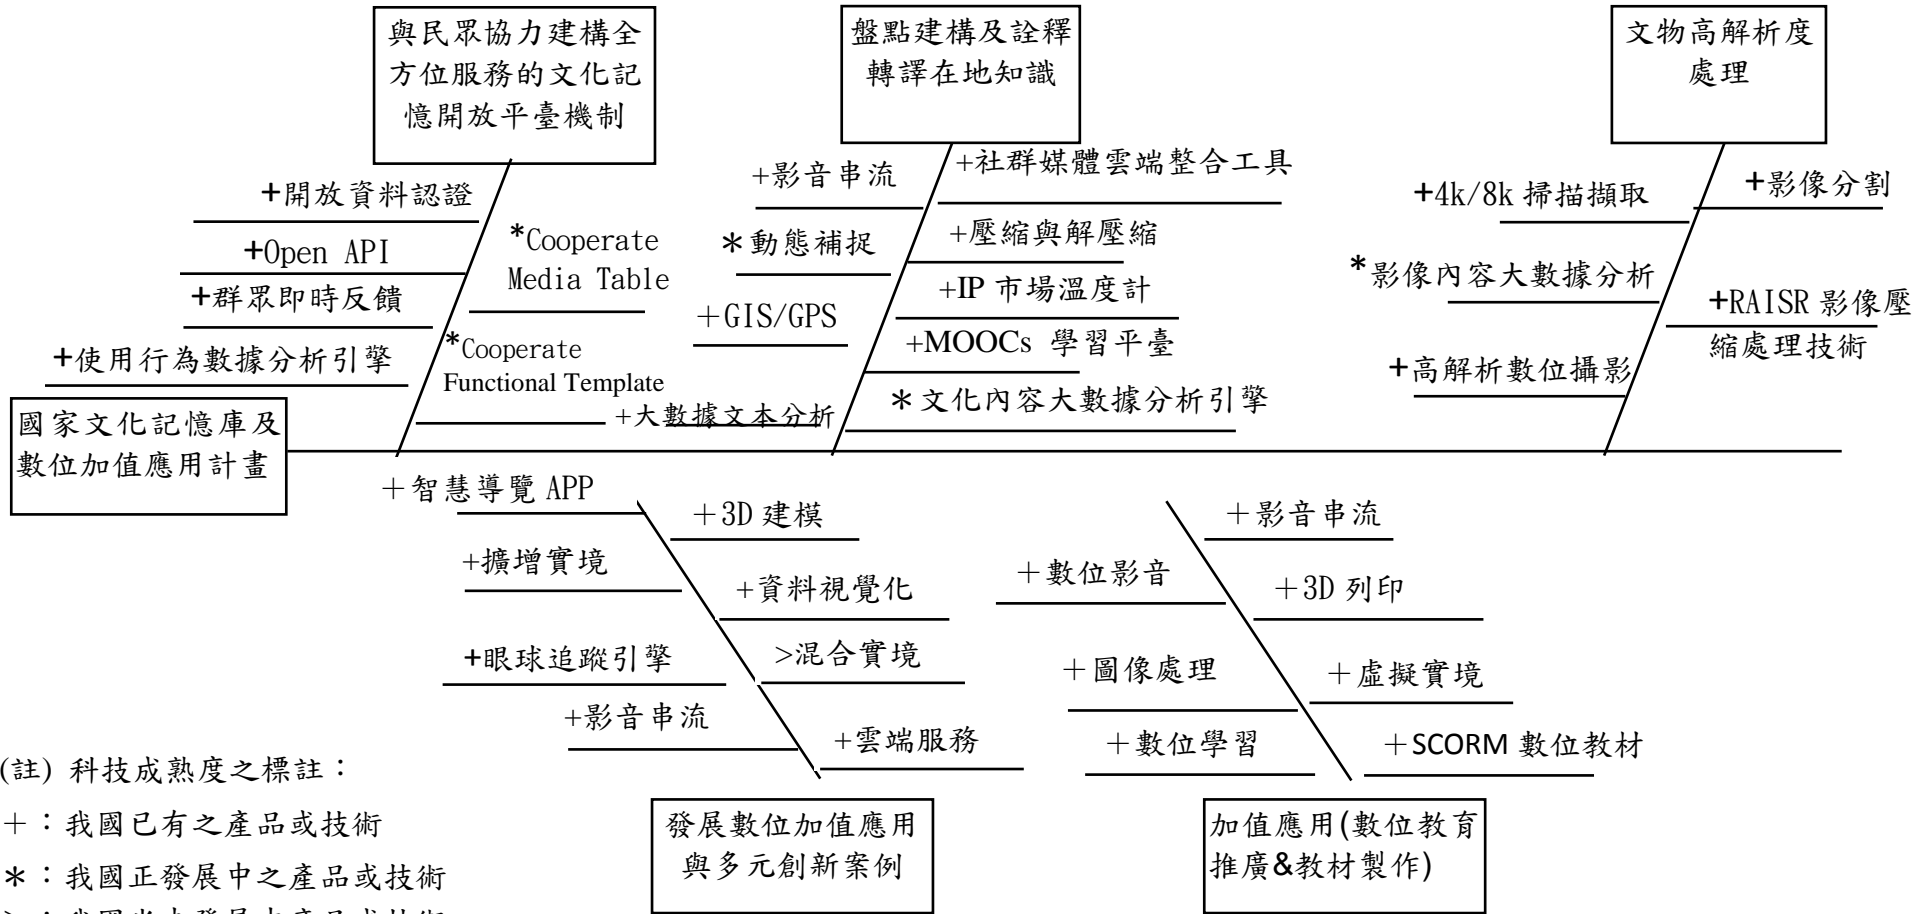 與民眾協力建構全
方位服務的文化記
憶開放平臺機制
盤點建構及詮釋
轉譯在地知識
文物高解析度
處理
+開放資料認證
+Open API
+群眾即時反饋
+使用行為數據分析引擎
*Cooperate
Media Table
*Cooperate
Functional Template
+大數據文本分析
+影音串流
*動態補捉
+GIS/GPS
+社群媒體雲端整合工具
+壓縮與解壓縮
+IP 市場溫度計
+MOOCs 學習平臺
*文化內容大數據分析引擎
+4k/8k 掃描擷取
*影像內容大數據分析
+高解析數位攝影
+影像分割
+RAISR 影像壓
縮處理技術
國家文化記憶庫及
數位加值應用計畫
+智慧導覽 APP
+擴增實境
+眼球追蹤引擎
+影音串流
+3D 建模
+資料視覺化
>混合實境
+雲端服務
+數位影音
+圖像處理
+數位學習
+影音串流
+3D 列印
+虛擬實境
+SCORM 數位教材
發展數位加值應用
與多元創新案例
加值應用(數位教育
推廣&教材製作)
(註) 科技成熟度之標註：
+：我國已有之產品或技術
*：我國正發展中之產品或技術